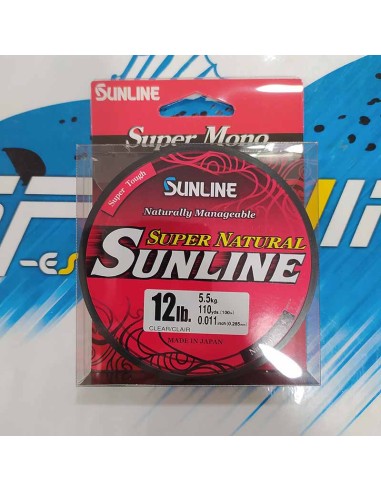 SUNLINE
Super Mono
Super Tough
SUNLINE
Naturally Manageable
SUPER NATURAL
SUNLINE
12lb.
5.5kg.
110yds.(100m)
0.011
CLEAR/CLAIR
MADE IN JAPAN